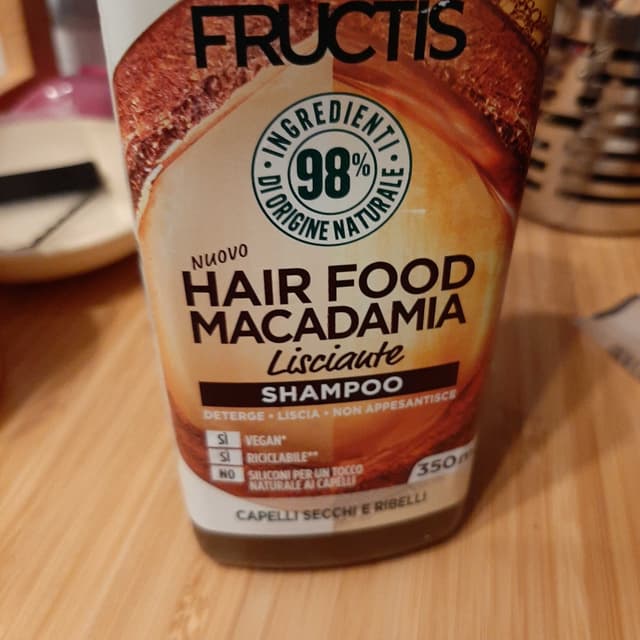 FRUCTIS
INGREDIENTI
98%
DI ORIGINE NATURALE
NUOVO
HAIR FOOD
MACADAMIA
Lisciante
SHAMPOO
DETERGE • LISCIA • NON APPESANTISCE
SÌ VEGAN*
SÌ RICICLABILE**
NO SILICONI PER UN TOCCO
NATURALE AI CAPELLI
350 m
CAPELLI SECCHI E RIBELLI